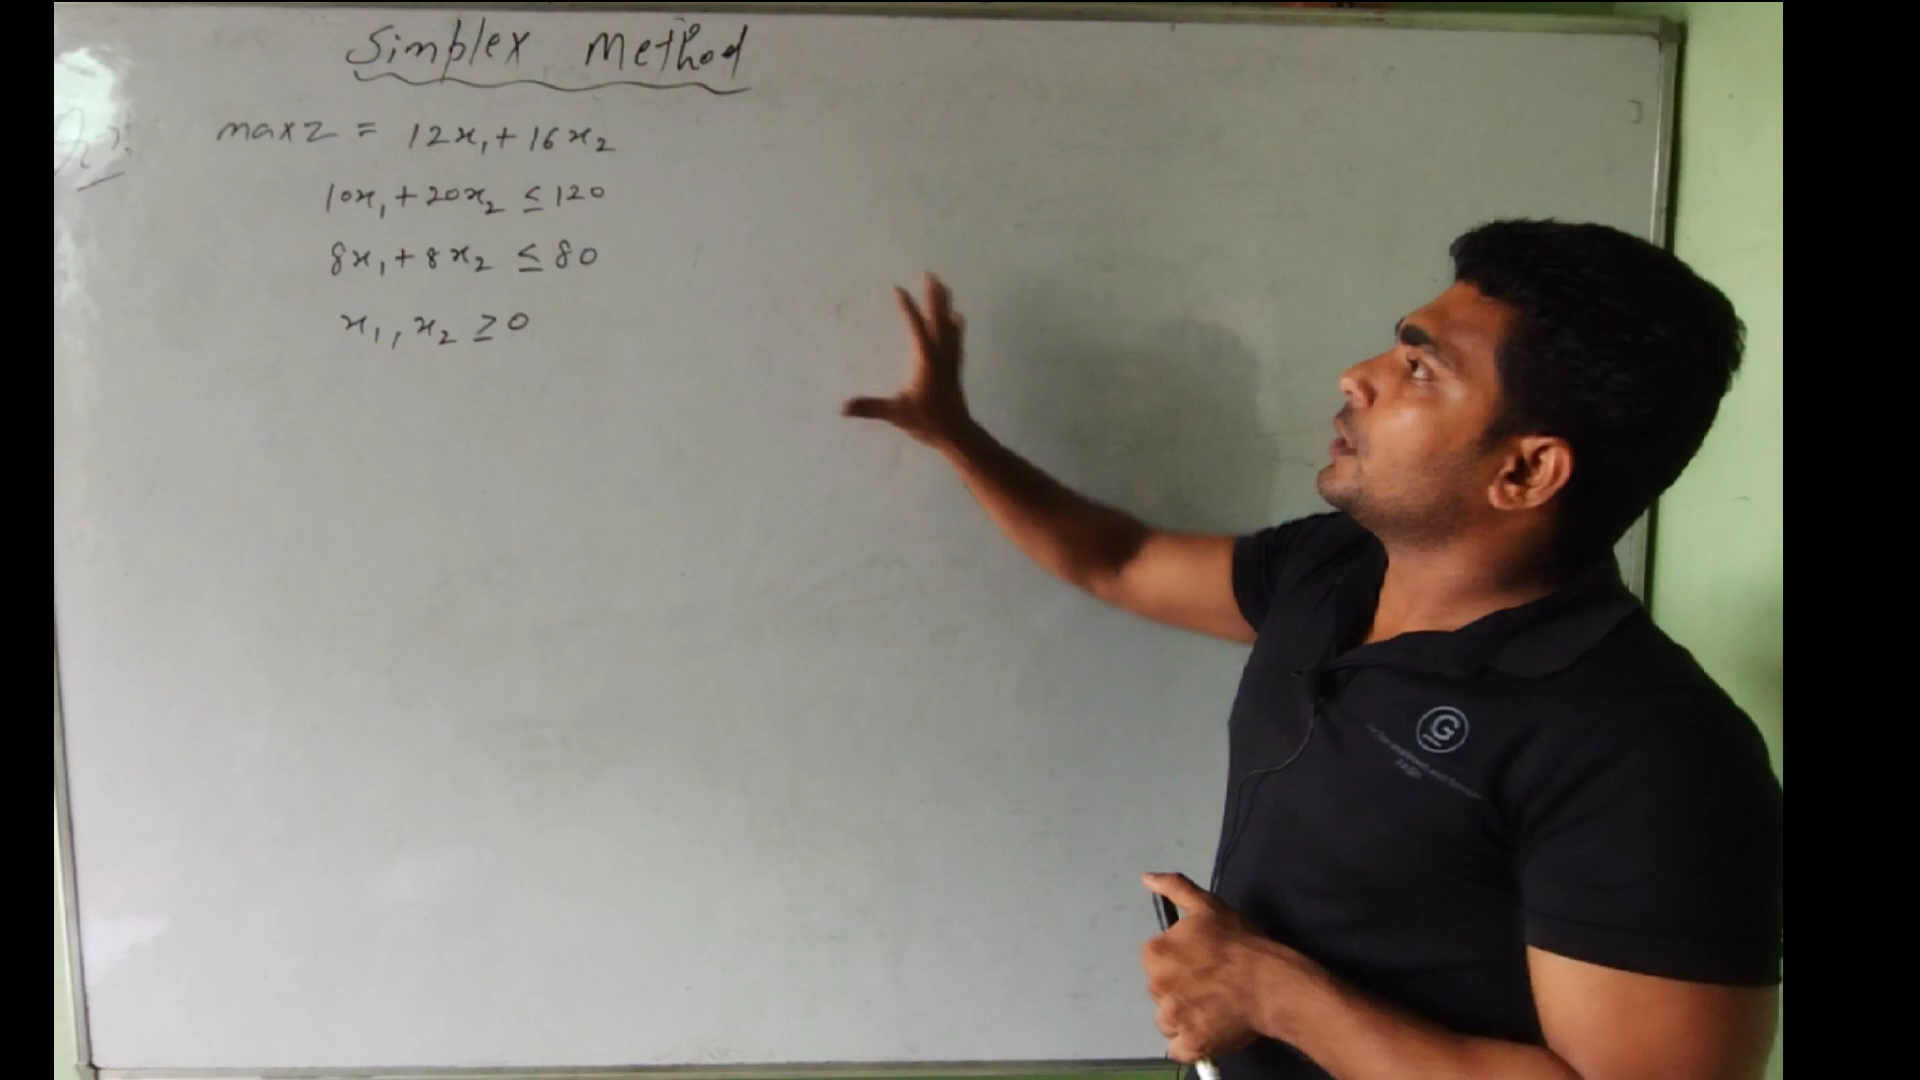 Simplex Method
max z = 12x₁ + 16x₂
10x₁ + 20x₂ ≤ 120
8x₁ + 8x₂ ≤ 80
x₁, x₂ ≥ 0
G